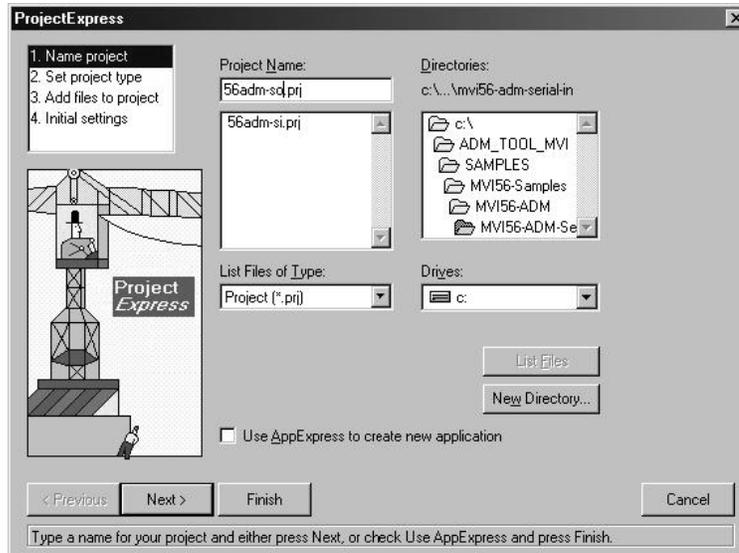 ProjectExpress
1. Name project
2. Set project type
3. Add files to project
4. Initial settings
Project Express
Project Name:
56adm-so.prj
56adm-si.prj
List Files of Type:
Project (*.prj)
Directories:
c:\...\mvi56-adm-serial-in
c:\
ADM_TOOL_MVI
SAMPLES
MVI56-Samples
MVI56-ADM
MVI56-ADM-Se
Drives:
c:
List Files
New Directory...
Use AppExpress to create new application
< Previous
Next >
Finish
Cancel
Type a name for your project and either press Next, or check Use AppExpress and press Finish.